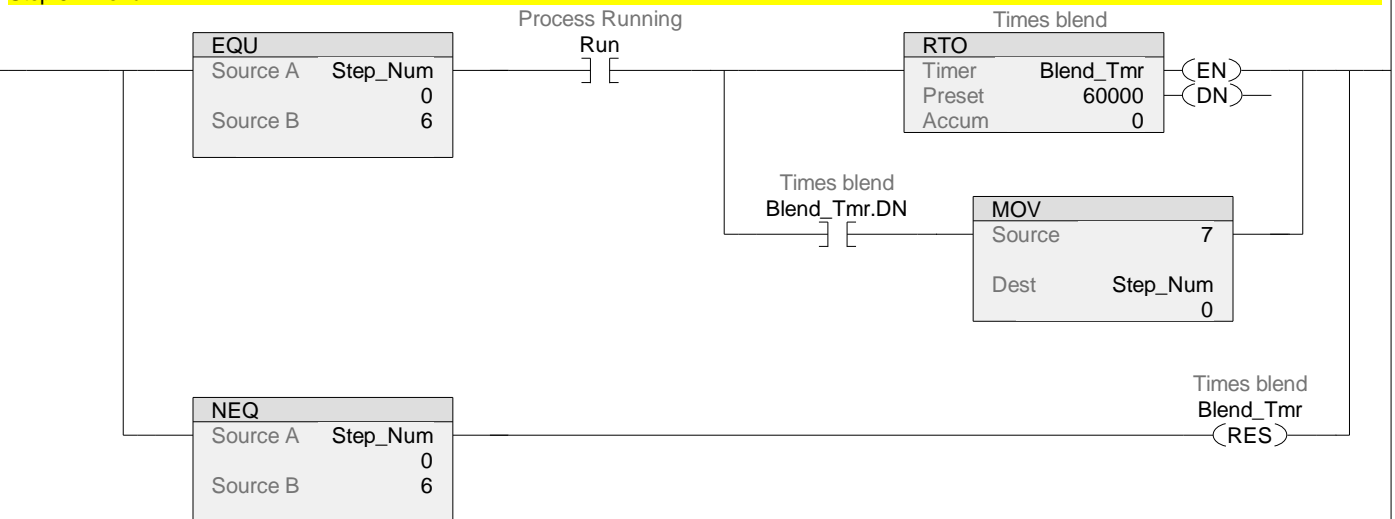 Process Running
Times blend
EQU
Run
RTO
Source A Step_Num
Timer Blend_Tmr
EN
0
Preset 60000
DN
Source B 6
Accum 0
Times blend
Blend_Tmr.DN
MOV
Source 7
Dest Step_Num
0
Times blend
NEQ
Blend_Tmr
Source A Step_Num
RES
0
Source B 6